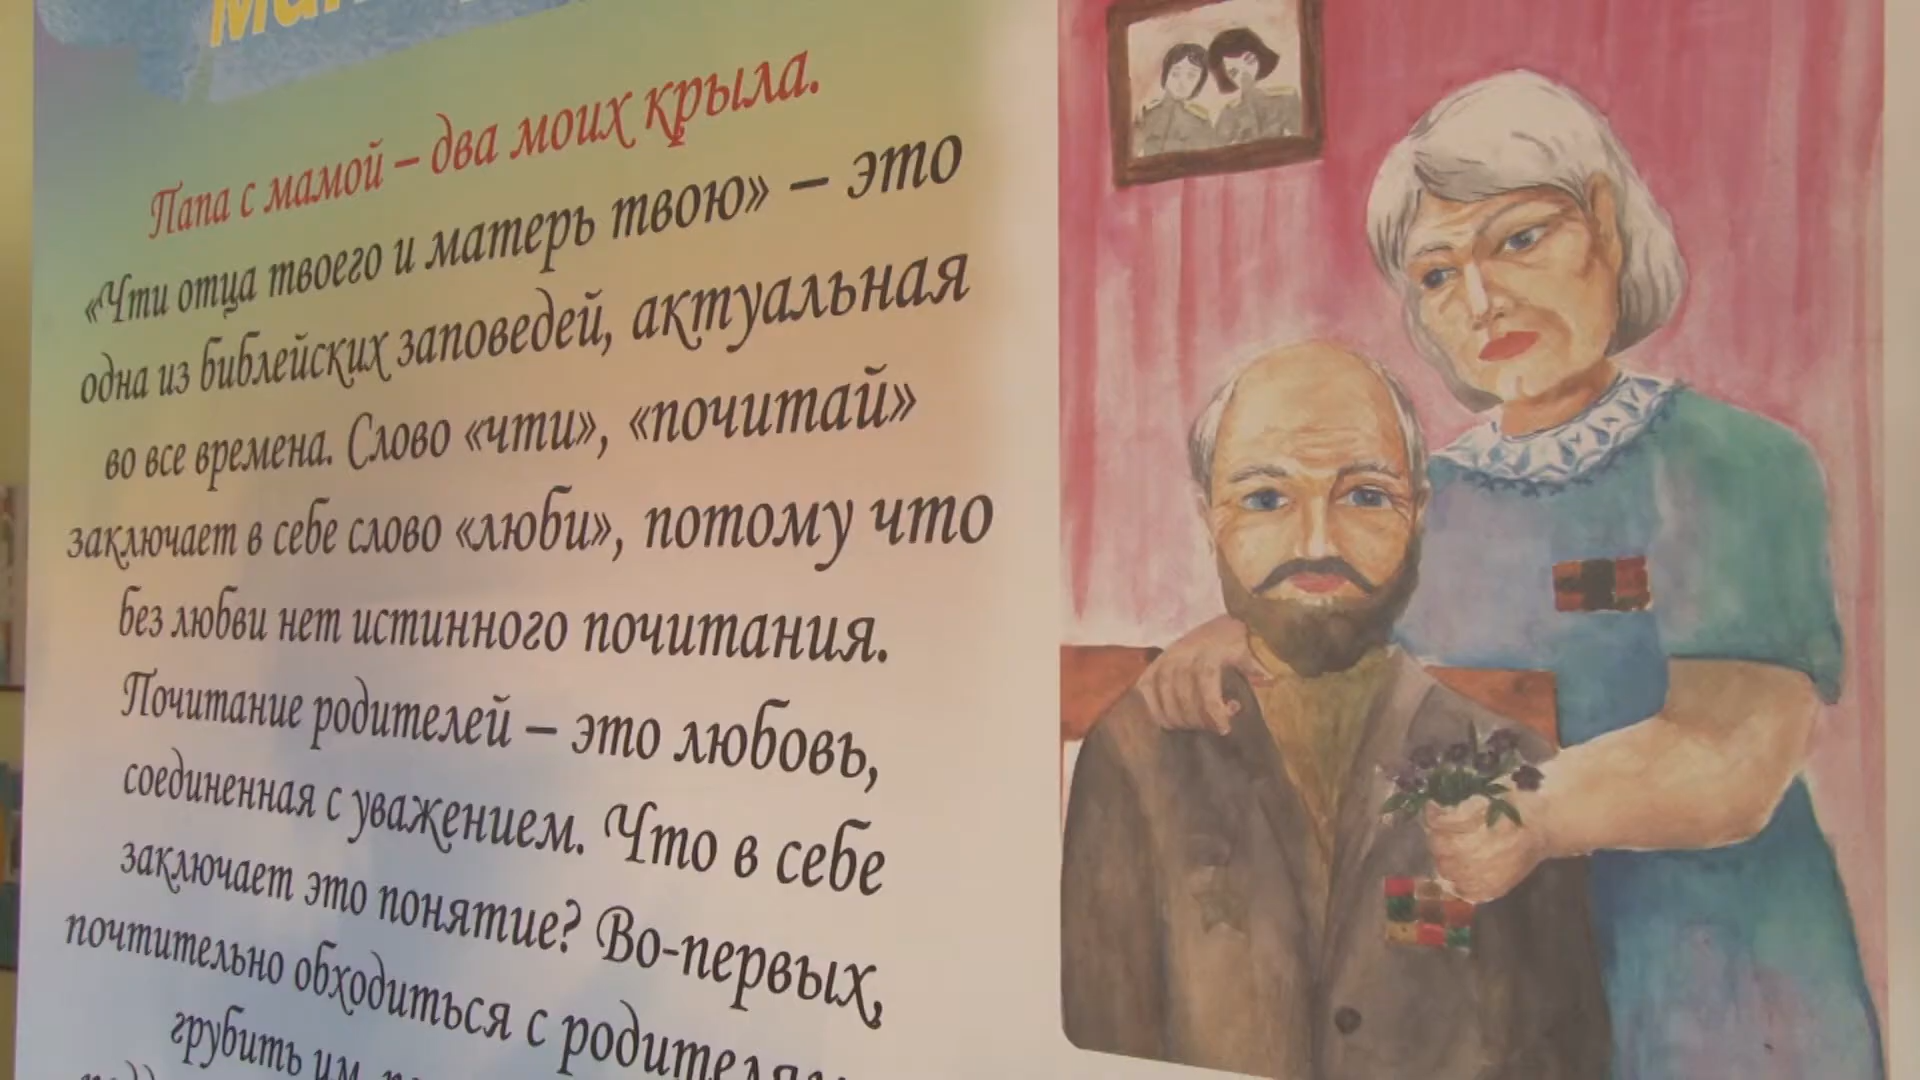 Папа с мамой – два моих крыла.
«Чти отца твоего и матерь твою» – это
одна из библейских заповедей, актуальная
во все времена. Слово «чти», «почитай»
заключает в себе слово «люби», потому что
без любви нет истинного почитания.
Почитание родителей – это любовь,
соединенная с уважением. Что в себе
заключает это понятие? Во-первых,
почтительно обходиться с родителями
грубить им